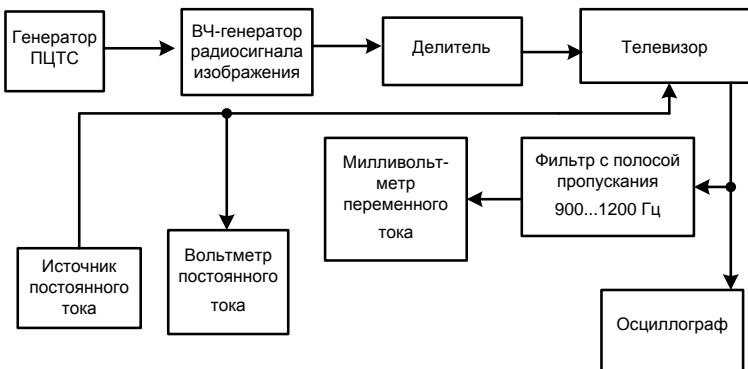 Генератор
ПЦТС
ВЧ-генератор
радиосигнала
изображения
Делитель
Телевизор
Милливольт-
метр
переменного
тока
Фильтр с полосой
пропускания
900...1200 Гц
Источник
постоянного
тока
Вольтметр
постоянного
тока
Осциллограф